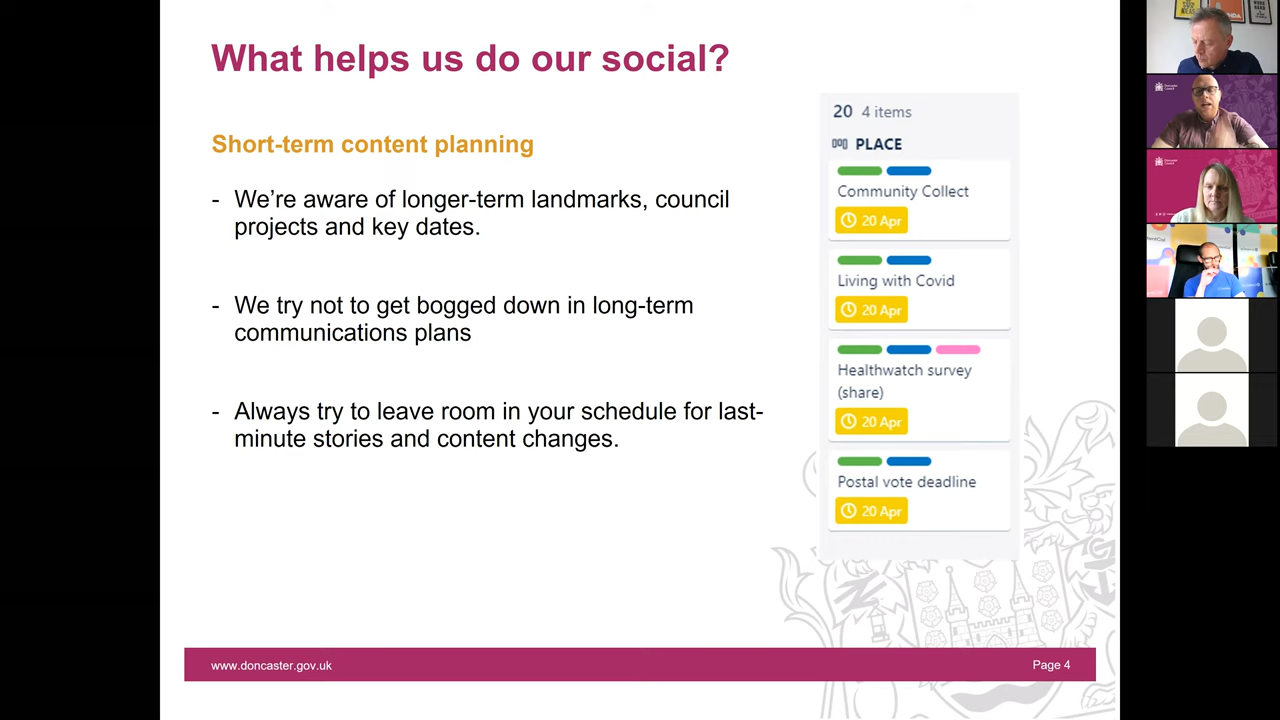 What helps us do our social?
Short-term content planning
- We’re aware of longer-term landmarks, council
projects and key dates.
- We try not to get bogged down in long-term
communications plans
- Always try to leave room in your schedule for last-
minute stories and content changes.
20 4 items
PLACE
Community Collect
20 Apr
Living with Covid
20 Apr
Healthwatch survey
(share)
20 Apr
Postal vote deadline
20 Apr
www.doncaster.gov.uk
Page 4
Doncaster
Council